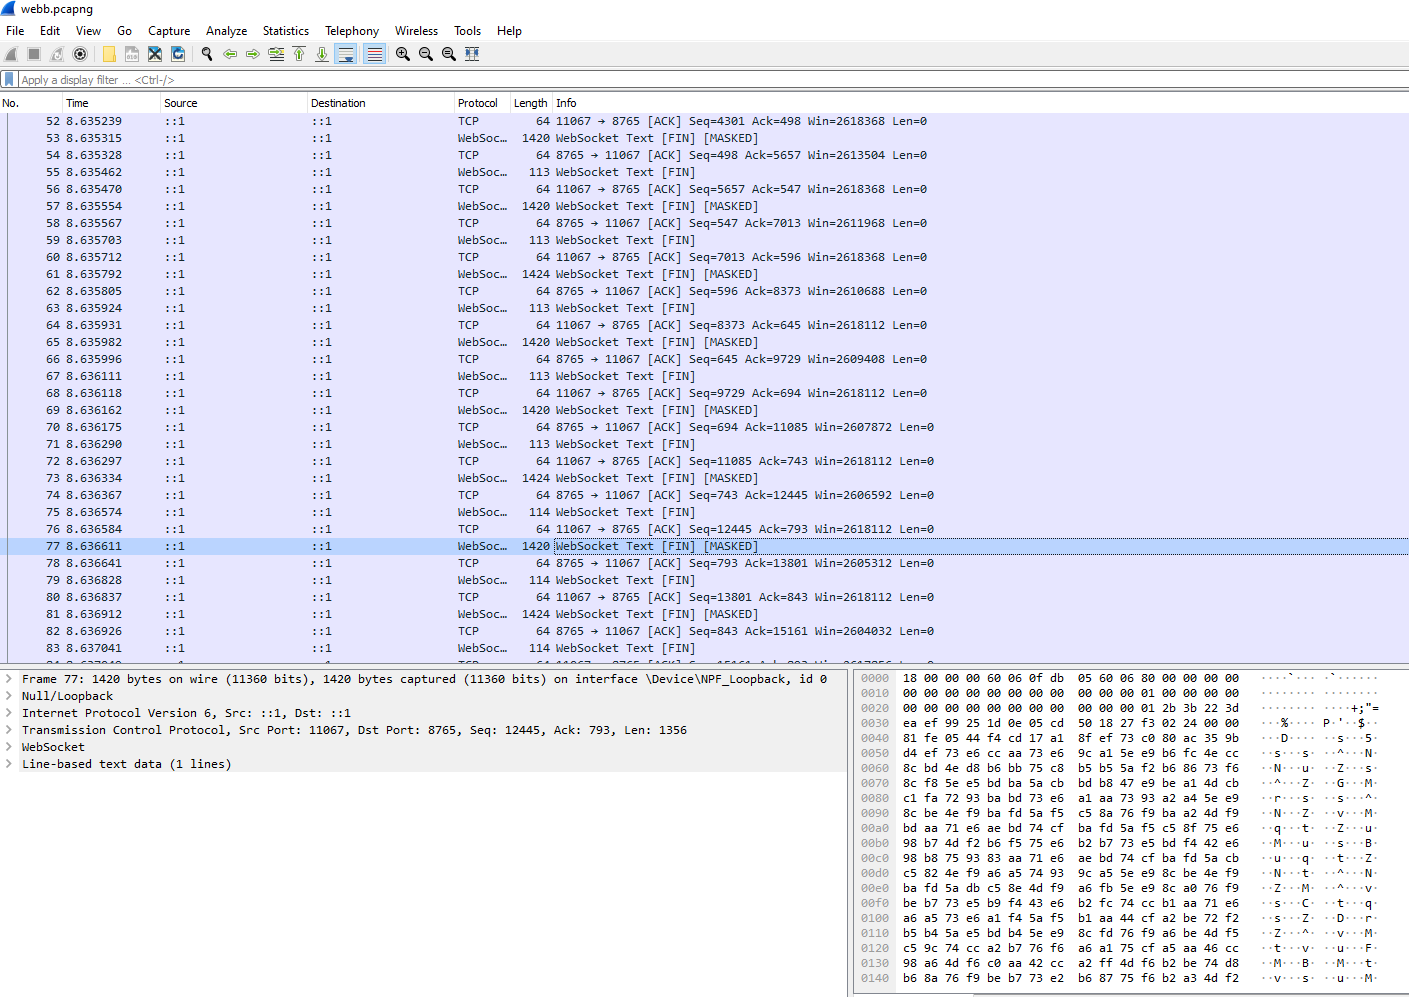 webb.pcapng
File Edit View Go Capture Analyze Statistics Telephony Wireless Tools Help
Apply a display filter ... <Ctrl-/>
No. Time Source Destination Protocol Length Info
52 8.635239 ::1 ::1 TCP 64 11067 → 8765 [ACK] Seq=4301 Ack=498 Win=2618368 Len=0
53 8.635315 ::1 ::1 WebSoc… 1420 WebSocket Text [FIN] [MASKED]
54 8.635328 ::1 ::1 TCP 64 8765 → 11067 [ACK] Seq=498 Ack=5657 Win=2613504 Len=0
55 8.635462 ::1 ::1 WebSoc… 113 WebSocket Text [FIN]
56 8.635470 ::1 ::1 TCP 64 11067 → 8765 [ACK] Seq=5657 Ack=547 Win=2618368 Len=0
57 8.635554 ::1 ::1 WebSoc… 1420 WebSocket Text [FIN] [MASKED]
58 8.635567 ::1 ::1 TCP 64 8765 → 11067 [ACK] Seq=547 Ack=7013 Win=2611968 Len=0
59 8.635703 ::1 ::1 WebSoc… 113 WebSocket Text [FIN]
60 8.635712 ::1 ::1 TCP 64 11067 → 8765 [ACK] Seq=7013 Ack=596 Win=2618368 Len=0
61 8.635792 ::1 ::1 WebSoc… 1424 WebSocket Text [FIN] [MASKED]
62 8.635805 ::1 ::1 TCP 64 8765 → 11067 [ACK] Seq=596 Ack=8373 Win=2610688 Len=0
63 8.635924 ::1 ::1 WebSoc… 113 WebSocket Text [FIN]
64 8.635931 ::1 ::1 TCP 64 11067 → 8765 [ACK] Seq=8373 Ack=645 Win=2618112 Len=0
65 8.635982 ::1 ::1 WebSoc… 1420 WebSocket Text [FIN] [MASKED]
66 8.635996 ::1 ::1 TCP 64 8765 → 11067 [ACK] Seq=645 Ack=9729 Win=2609408 Len=0
67 8.636111 ::1 ::1 WebSoc… 113 WebSocket Text [FIN]
68 8.636118 ::1 ::1 TCP 64 11067 → 8765 [ACK] Seq=9729 Ack=694 Win=2618112 Len=0
69 8.636162 ::1 ::1 WebSoc… 1420 WebSocket Text [FIN] [MASKED]
70 8.636175 ::1 ::1 TCP 64 8765 → 11067 [ACK] Seq=694 Ack=11085 Win=2607872 Len=0
71 8.636290 ::1 ::1 WebSoc… 113 WebSocket Text [FIN]
72 8.636297 ::1 ::1 TCP 64 11067 → 8765 [ACK] Seq=11085 Ack=743 Win=2618112 Len=0
73 8.636334 ::1 ::1 WebSoc… 1424 WebSocket Text [FIN] [MASKED]
74 8.636367 ::1 ::1 TCP 64 8765 → 11067 [ACK] Seq=743 Ack=12445 Win=2606592 Len=0
75 8.636574 ::1 ::1 WebSoc… 114 WebSocket Text [FIN]
76 8.636584 ::1 ::1 TCP 64 11067 → 8765 [ACK] Seq=12445 Ack=793 Win=2618112 Len=0
77 8.636611 ::1 ::1 WebSoc… 1420 WebSocket Text [FIN] [MASKED]
78 8.636641 ::1 ::1 TCP 64 8765 → 11067 [ACK] Seq=793 Ack=13801 Win=2605312 Len=0
79 8.636828 ::1 ::1 WebSoc… 114 WebSocket Text [FIN]
80 8.636837 ::1 ::1 TCP 64 11067 → 8765 [ACK] Seq=13801 Ack=843 Win=2618112 Len=0
81 8.636912 ::1 ::1 WebSoc… 1424 WebSocket Text [FIN] [MASKED]
82 8.636926 ::1 ::1 TCP 64 8765 → 11067 [ACK] Seq=843 Ack=15161 Win=2604032 Len=0
83 8.637041 ::1 ::1 WebSoc… 114 WebSocket Text [FIN]
Frame 77: 1420 bytes on wire (11360 bits), 1420 bytes captured (11360 bits) on interface \Device\NPF_Loopback, id 0
Null/Loopback
Internet Protocol Version 6, Src: ::1, Dst: ::1
Transmission Control Protocol, Src Port: 11067, Dst Port: 8765, Seq: 12445, Ack: 793, Len: 1356
WebSocket
Line-based text data (1 lines)
0000 18 00 00 00 60 06 0f db 05 60 06 80 00 00 00 00 ····`··· ·`······
0010 00 00 00 00 00 00 00 00 00 00 00 01 00 00 00 00 ········ ········
0020 00 00 00 00 00 00 00 00 00 00 00 01 2b 3b 22 3d ········ ····+;"=
0030 ea ef 99 25 1d 0e 05 cd 50 18 27 f3 02 24 00 00 ···%···· P·'··$··
0040 81 fe 05 44 f4 cd 17 a1 8f ef 73 c0 80 ac 35 9b ···D···· ··s···5·
0050 d4 ef 73 e6 cc aa 73 e6 9c a1 5e e9 b6 fc 4e cc ··s···s· ··^···N·
0060 8c bd 4e d8 b6 bb 75 c8 b5 b5 5a f2 b6 86 73 f6 ··N···u· ··Z···s·
0070 8c f8 5e e5 bd ba 5a cb bd b8 47 e9 be a1 4d cb ··^···Z· ··G···M·
0080 c1 fa 72 93 ba bd 73 e6 a1 aa 73 93 a2 a4 5e e9 ··r···s· ··s···^·
0090 8c be 4e f9 ba fd 5a f5 c5 8a 76 f9 ba a2 4d f9 ··N···Z· ··v···M·
00a0 bd aa 71 e6 ae bd 74 cf ba fd 5a f5 c5 8f 75 e6 ··q···t· ··Z···u·
00b0 98 b7 4d f2 b6 f5 75 e6 b2 b7 73 e5 bd f4 42 e6 ··M···u· ··s···B·
00c0 98 b8 75 93 83 aa 71 e6 ae bd 74 cf ba fd 5a cb ··u···q· ··t···Z·
00d0 c5 82 4e f9 a6 a5 74 93 9c a5 5e e9 8c be 4e f9 ··N···t· ··^···N·
00e0 ba fd 5a db c5 8e 4d f9 a6 fb 5e e9 8c a0 76 f9 ··Z···M· ··^···v·
00f0 be b7 73 e5 b9 f4 43 e6 b2 fc 74 cc b1 aa 71 e6 ··s···C· ··t···q·
0100 a6 a5 73 e6 a1 f4 5a f5 b1 aa 44 cf a2 be 72 f2 ··s···Z· ··D···r·
0110 b5 b4 5a e5 bd b4 5e e9 8c fd 76 f9 a6 be 4d f5 ··Z···^· ··v···M·
0120 c5 9c 74 cc a2 b7 76 f6 a6 a1 75 cf a5 aa 46 cc ··t···v· ··u···F·
0130 98 a6 4d f6 c0 aa 42 cc a2 ff 4d f6 b2 be 74 d8 ··M···B· ··M···t·
0140 b6 8a 76 f9 be b7 73 e2 b6 87 75 f6 b2 a3 4d f2 ··v···s· ··u···M·